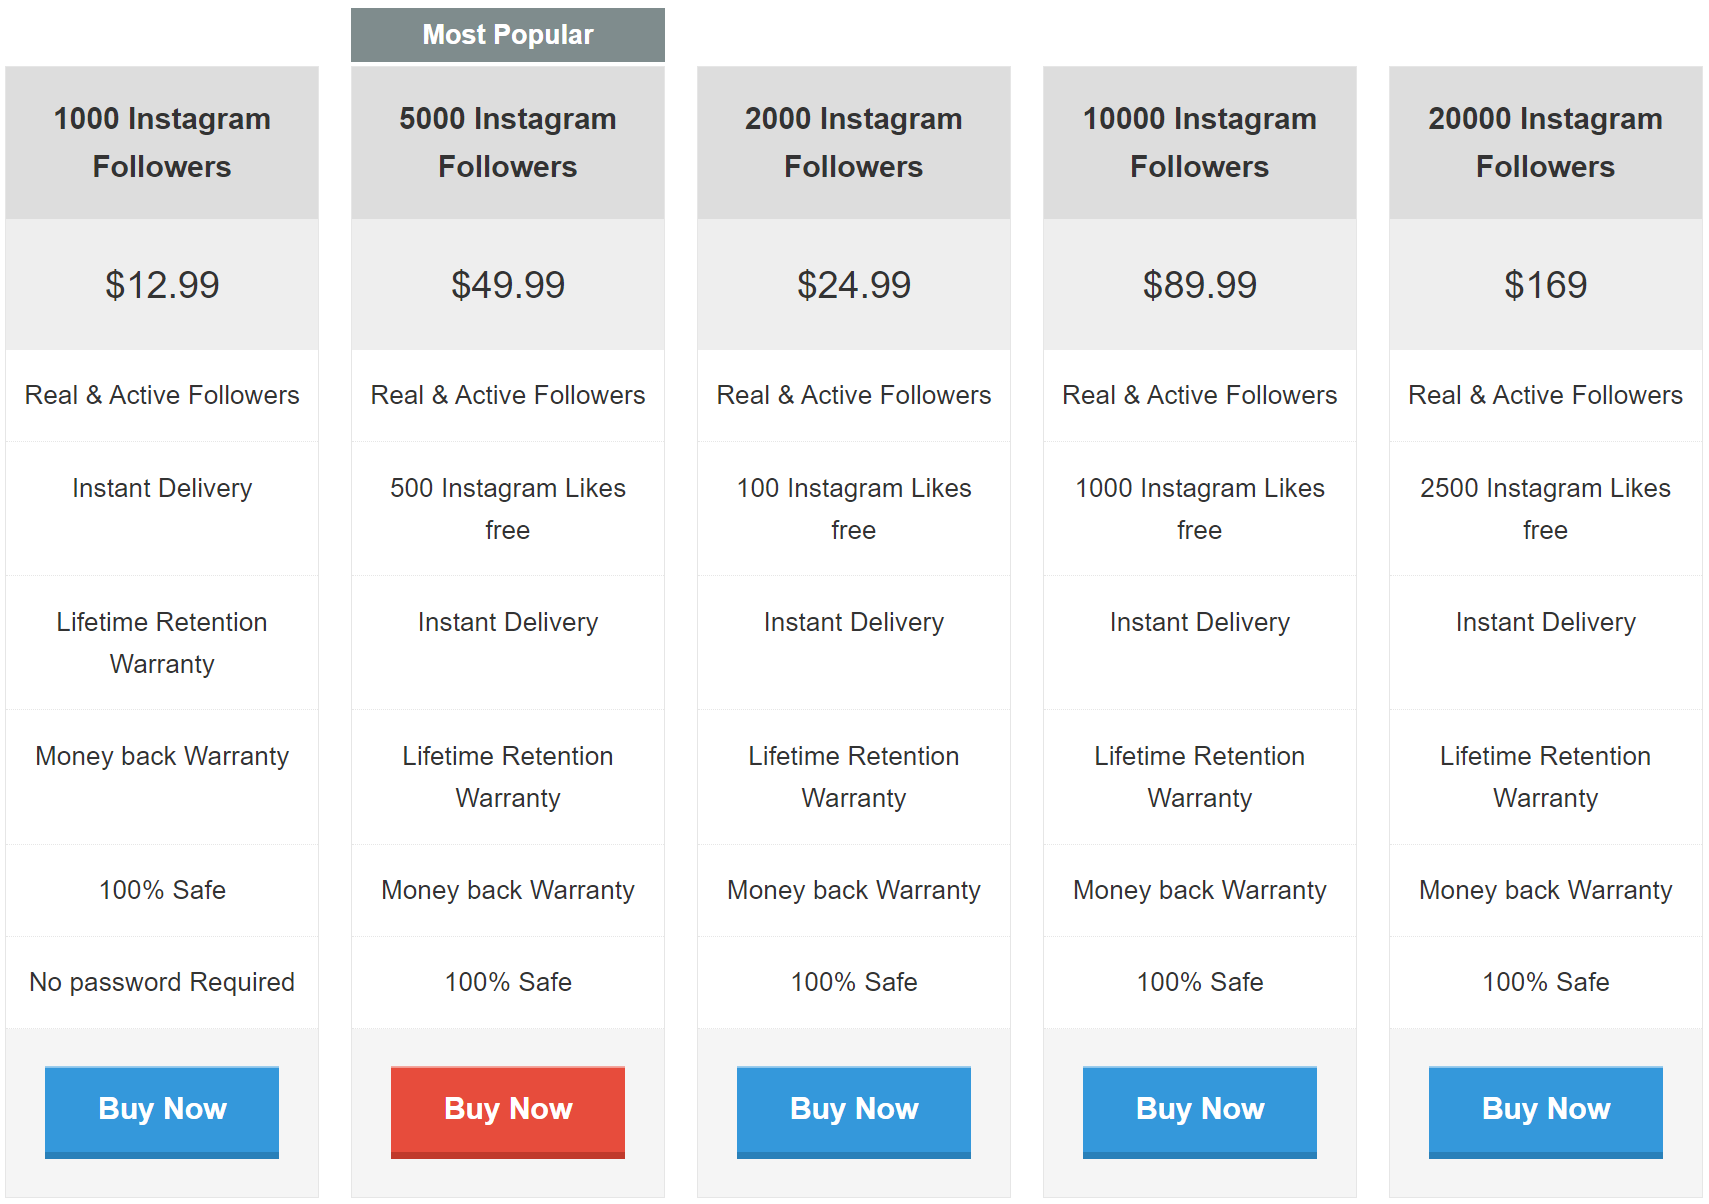 Most Popular
1000 Instagram
Followers
$12.99
Real & Active Followers
Instant Delivery
Lifetime Retention
Warranty
Money back Warranty
100% Safe
No password Required
Buy Now
5000 Instagram
Followers
$49.99
Real & Active Followers
500 Instagram Likes
free
Instant Delivery
Lifetime Retention
Warranty
Money back Warranty
100% Safe
Buy Now
2000 Instagram
Followers
$24.99
Real & Active Followers
100 Instagram Likes
free
Instant Delivery
Lifetime Retention
Warranty
Money back Warranty
100% Safe
Buy Now
10000 Instagram
Followers
$89.99
Real & Active Followers
1000 Instagram Likes
free
Instant Delivery
Lifetime Retention
Warranty
Money back Warranty
100% Safe
Buy Now
20000 Instagram
Followers
$169
Real & Active Followers
2500 Instagram Likes
free
Instant Delivery
Lifetime Retention
Warranty
Money back Warranty
100% Safe
Buy Now